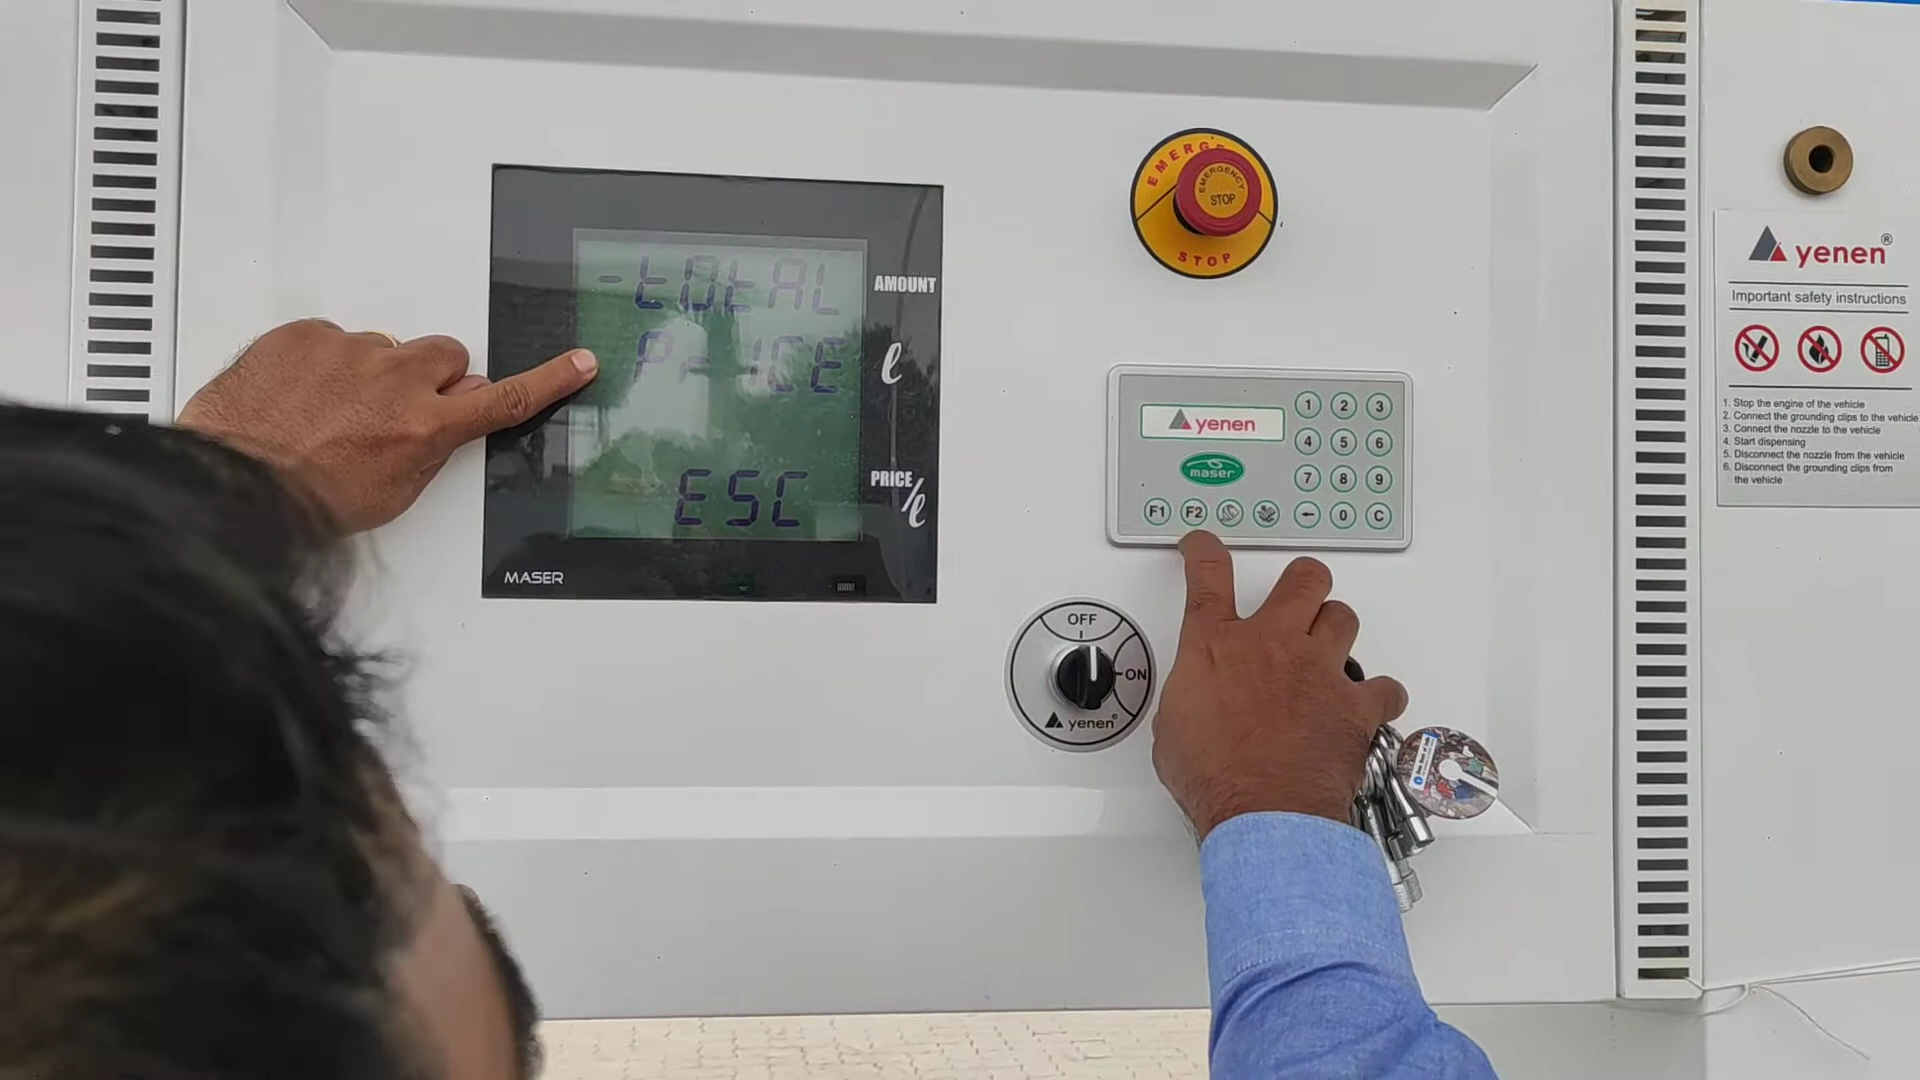 -totAL
PrICE
ESC
AMOUNT
ℓ
PRICE/ℓ
MASER
EMERGE
EMERGENCY
STOP
STOP
yenen
maser
1 2 3
4 5 6
7 8 9
F1 F2 ← 0 C
OFF
ON
yenen®
yenen®
Important safety instructions
1. Stop the engine of the vehicle
2. Connect the grounding clips to the vehicle
3. Connect the nozzle to the vehicle
4. Start dispensing
5. Disconnect the nozzle from the vehicle
6. Disconnect the grounding clips from
the vehicle